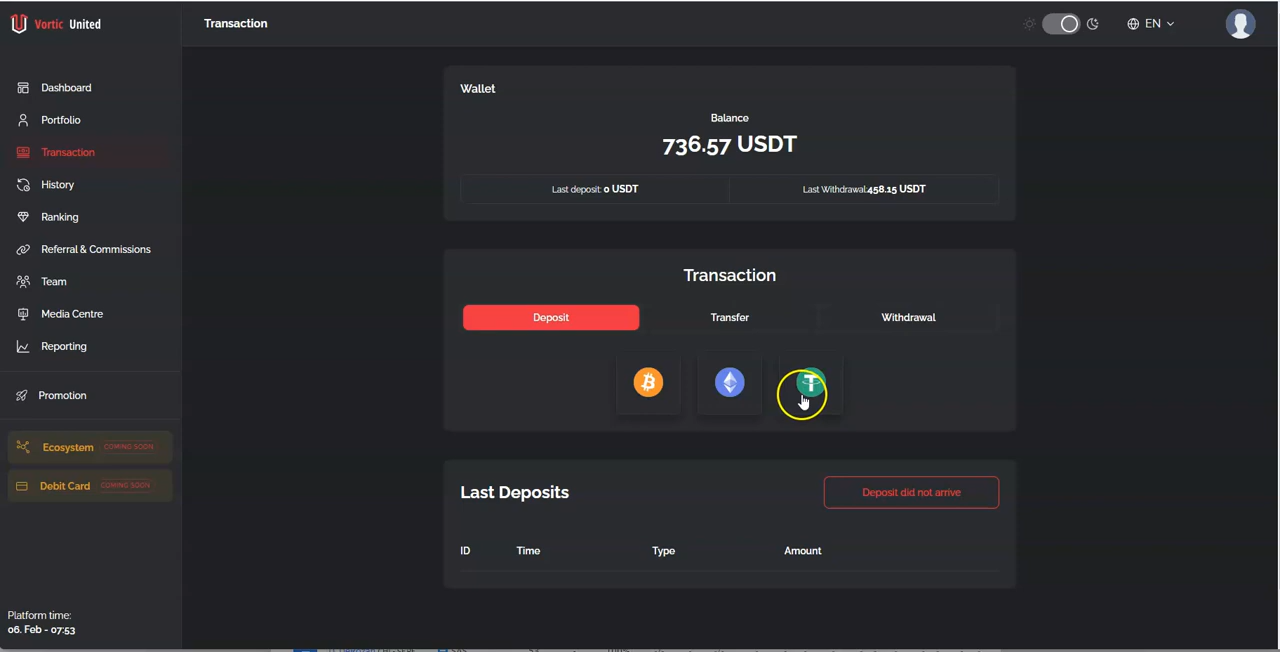 Vortic United
Transaction
EN
Dashboard
Portfolio
Transaction
History
Ranking
Referral & Commissions
Team
Media Centre
Reporting
Promotion
Ecosystem COMING SOON
Debit Card COMING SOON
Platform time:
06. Feb - 07:53
Wallet
Balance
736.57 USDT
Last deposit: 0 USDT
Last Withdrawal:458.15 USDT
Transaction
Deposit Transfer Withdrawal
Last Deposits
Deposit did not arrive
ID Time Type Amount